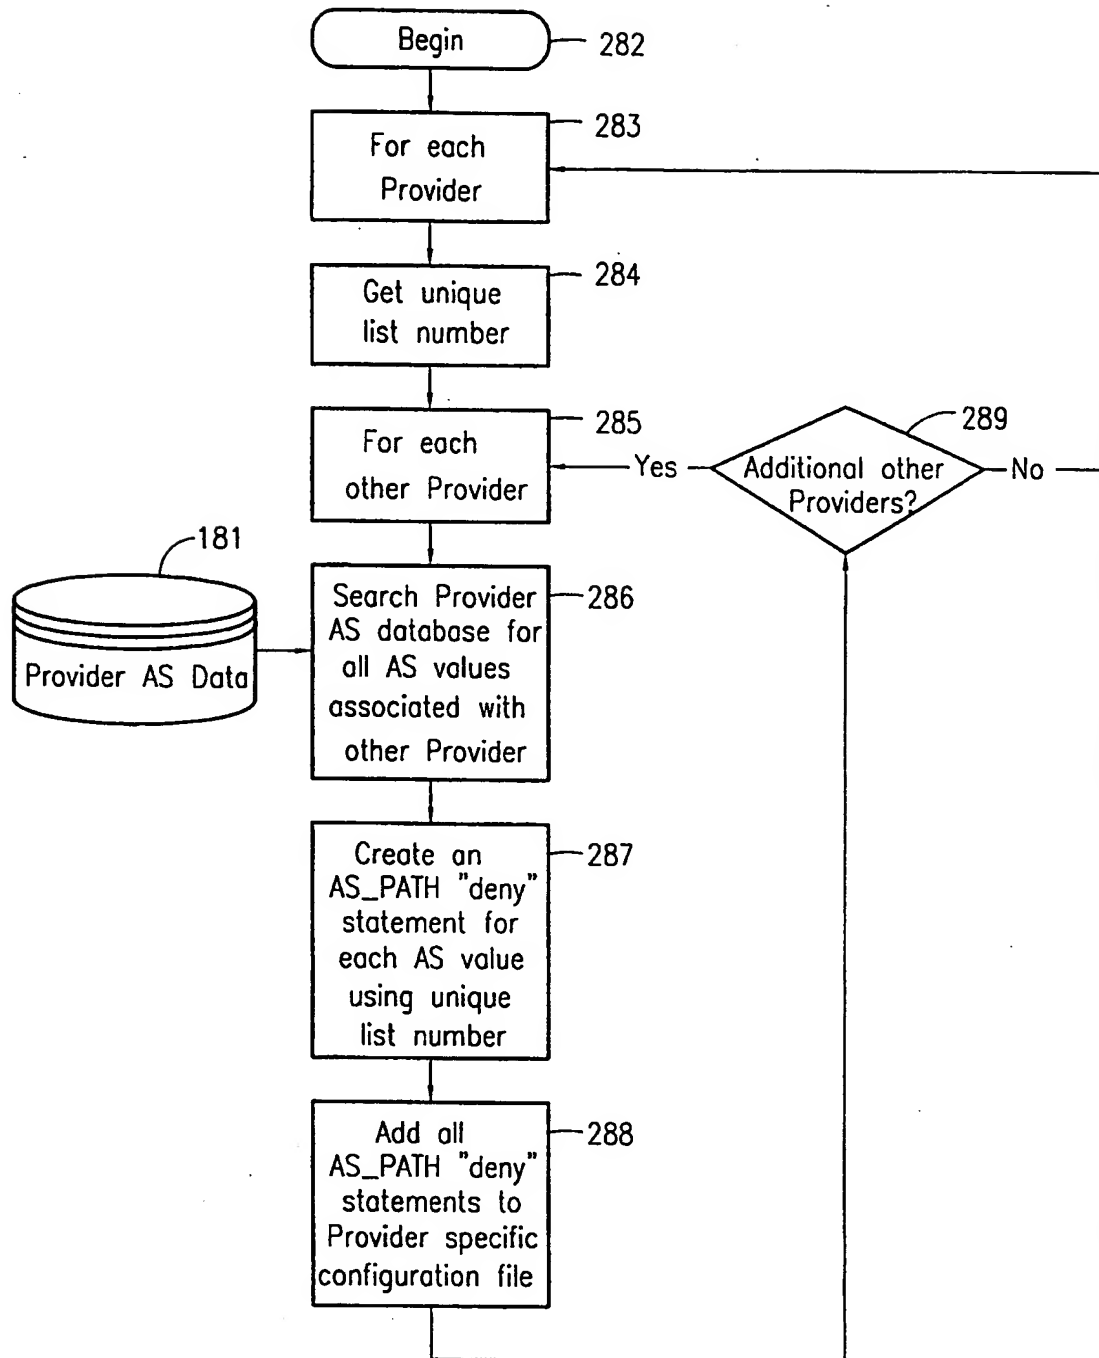 Begin
282
For each
Provider
283
Get unique
list number
284
For each
other Provider
285
Yes
Additional other
Providers?
289
No
181
Provider AS Data
Search Provider
AS database for
all AS values
associated with
other Provider
286
Create an
AS_PATH "deny"
statement for
each AS value
using unique
list number
287
Add all
AS_PATH "deny"
statements to
Provider specific
configuration file
288